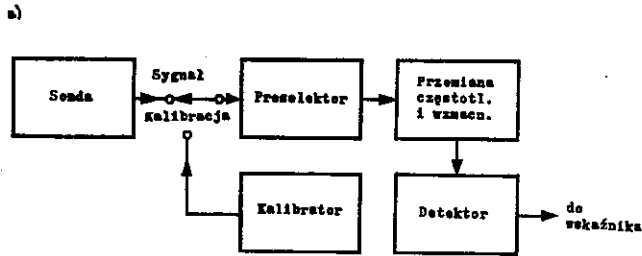 a)
Sygnał
Sonda
Kalibracja
Preselektor
Przemiana
częstotl.
i wzmacn.
Kalibrator
Detektor
do
wskaźnika